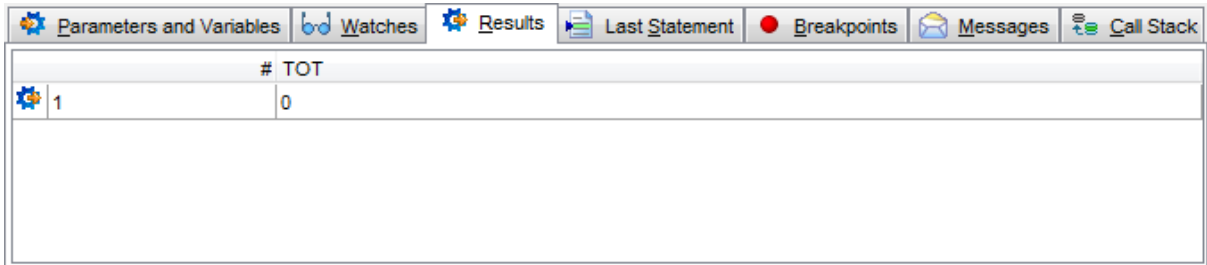 Parameters and Variables Watches Results Last Statement Breakpoints Messages Call Stack
# TOT
1 0